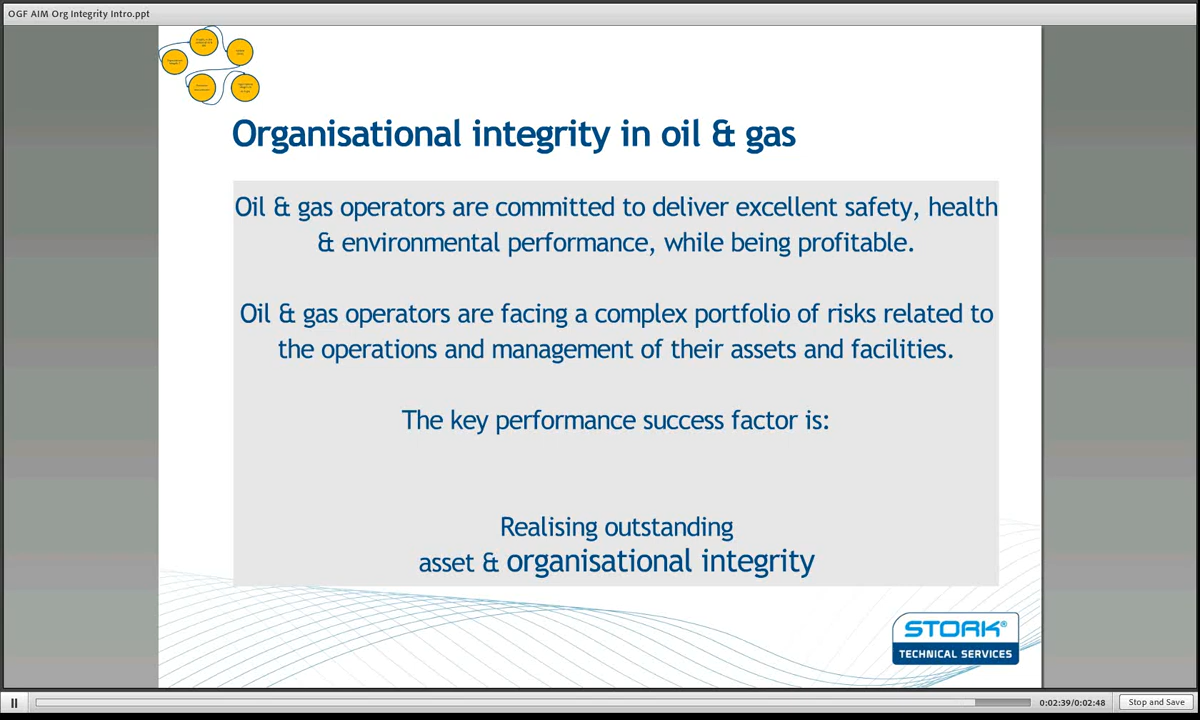 OGF AIM Org Integrity Intro.ppt
Organisational integrity in oil & gas
Oil & gas operators are committed to deliver excellent safety, health
& environmental performance, while being profitable.
Oil & gas operators are facing a complex portfolio of risks related to
the operations and management of their assets and facilities.
The key performance success factor is:
Realising outstanding
asset & organisational integrity
STORK®
TECHNICAL SERVICES
0:02:39/0:02:48
Stop and Save